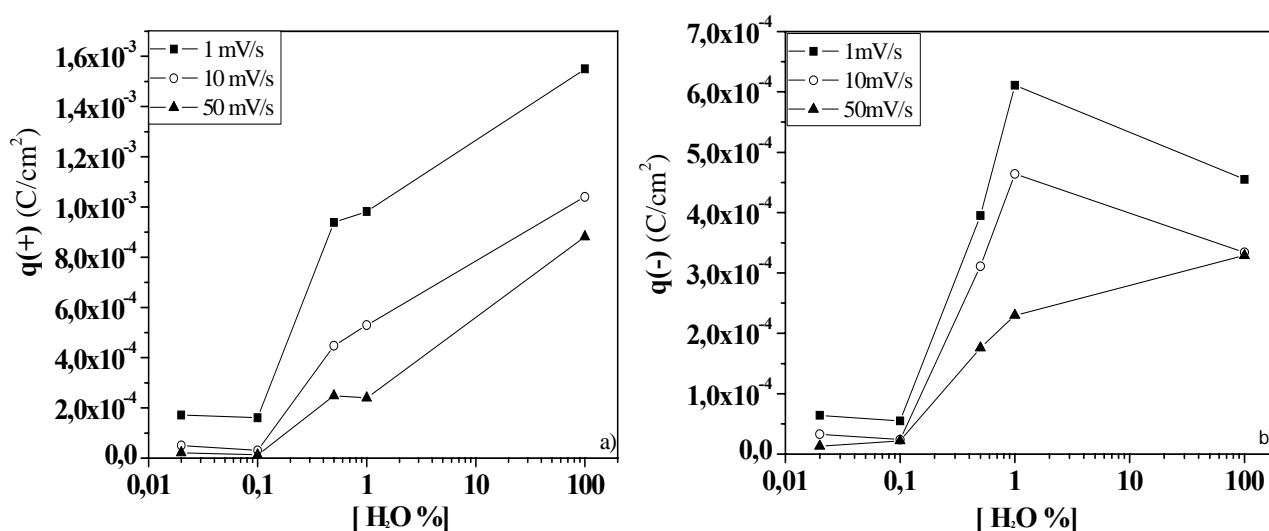 1,6x10⁻³
1,4x10⁻³
1,2x10⁻³
1,0x10⁻³
8,0x10⁻⁴
6,0x10⁻⁴
4,0x10⁻⁴
2,0x10⁻⁴
0,0
q(+) (C/cm²)
1 mV/s
10 mV/s
50 mV/s
a)
0,01
0,1
1
10
100
[ H₂O %]
7,0x10⁻⁴
6,0x10⁻⁴
5,0x10⁻⁴
4,0x10⁻⁴
3,0x10⁻⁴
2,0x10⁻⁴
1,0x10⁻⁴
0,0
q(-) (C/cm²)
1mV/s
10mV/s
50mV/s
b
0,01
0,1
1
10
100
[ H₂O %]